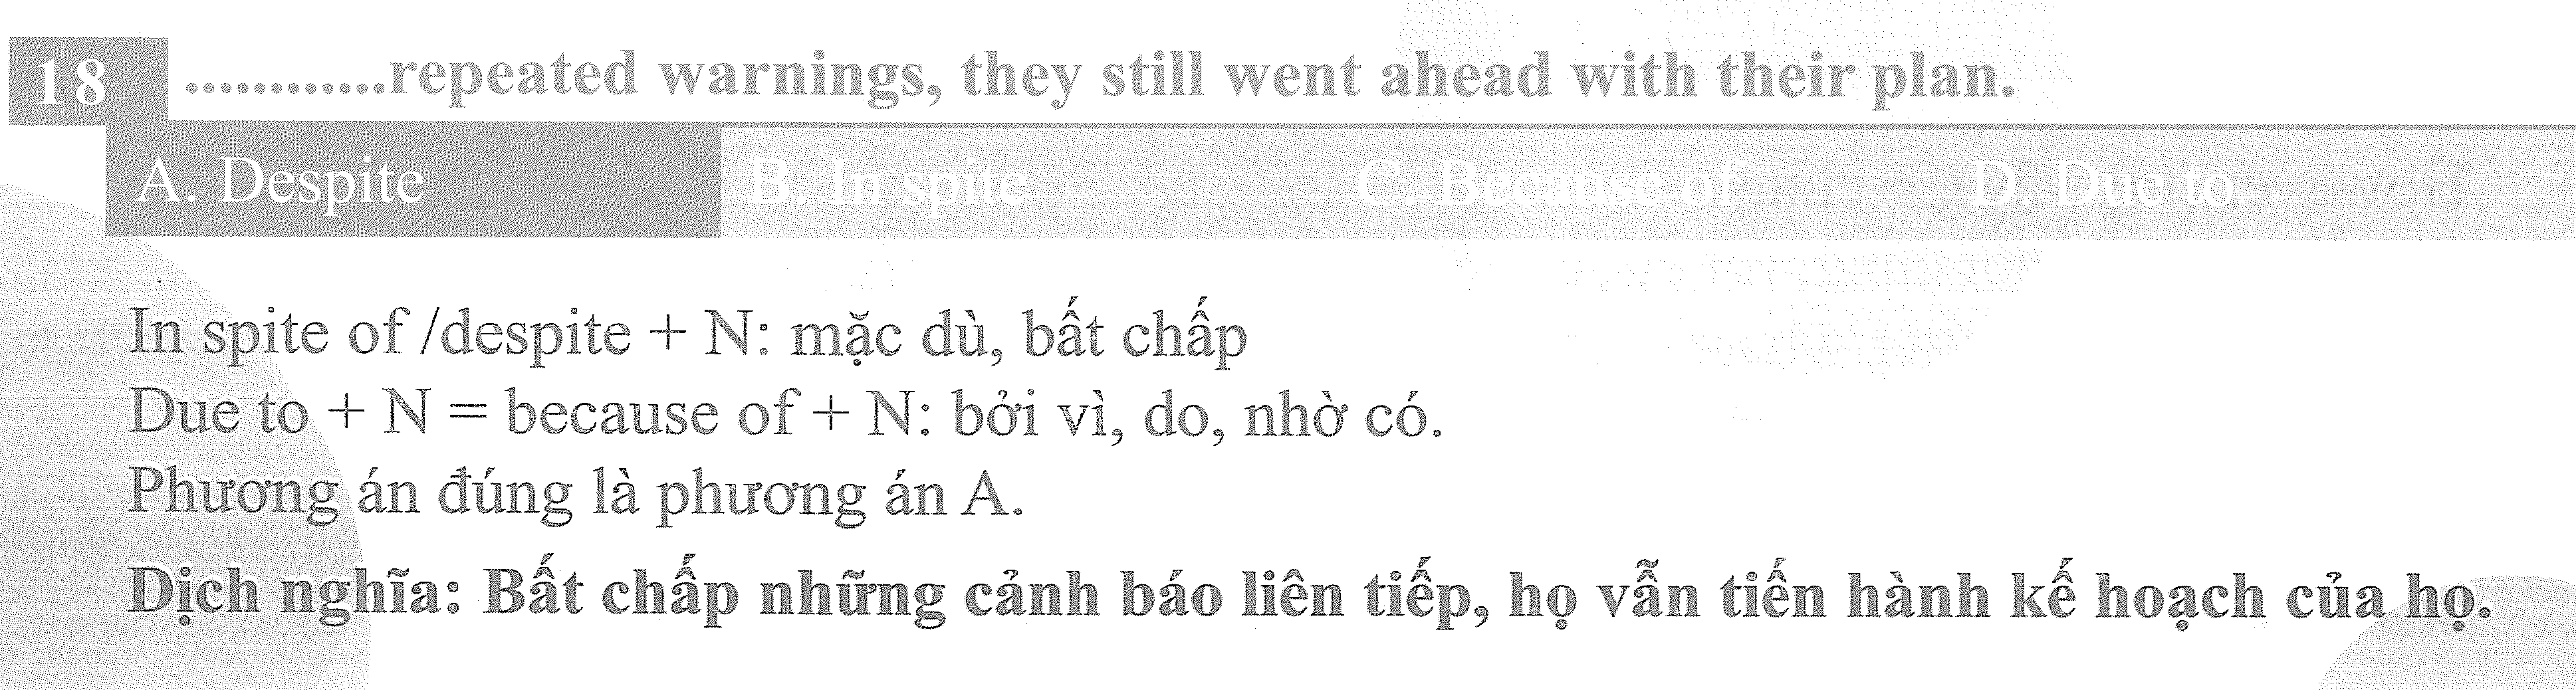 18 ............repeated warnings, they still went ahead with their plan.
A. Despite B. In spite C. Because of D. Due to
In spite of /despite + N: mặc dù, bất chấp
Due to + N = because of + N: bởi vì, do, nhờ có.
Phương án đúng là phương án A.
Dịch nghĩa: Bất chấp những cảnh báo liên tiếp, họ vẫn tiến hành kế hoạch của họ.